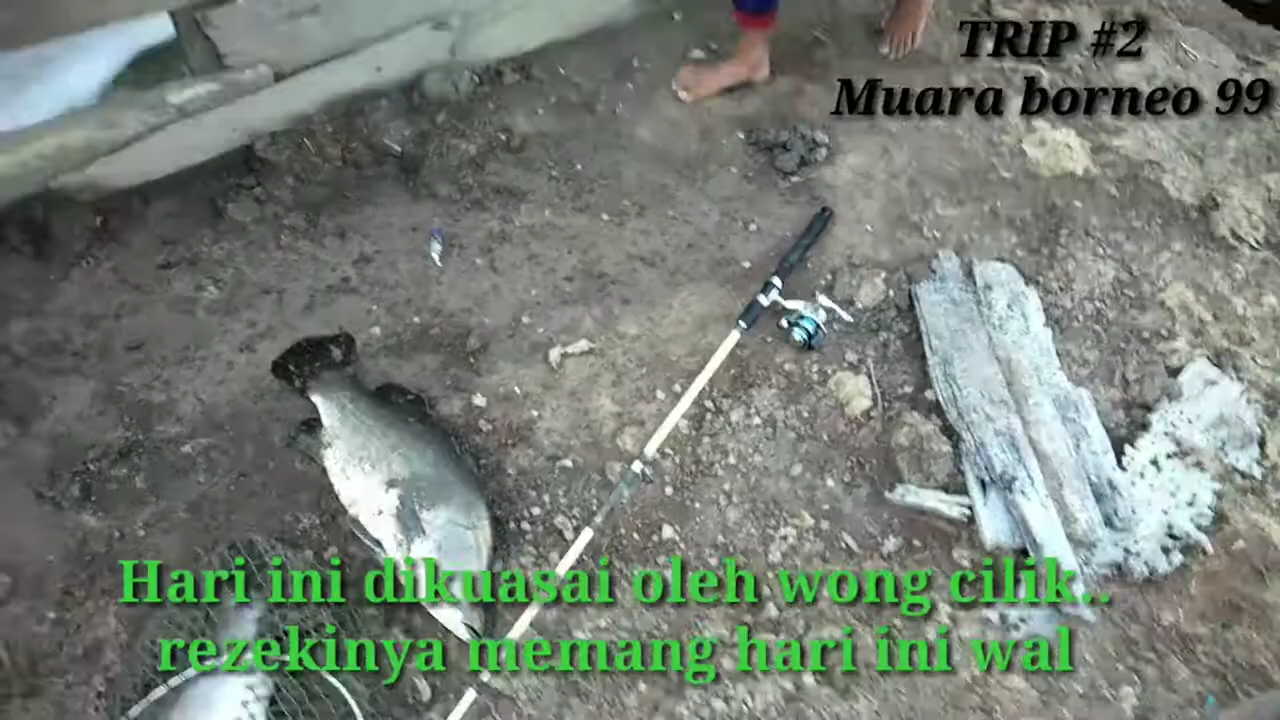 TRIP #2
Muara borneo 99
Hari ini dikuasai oleh wong cilik..
rezekinya memang hari ini wal